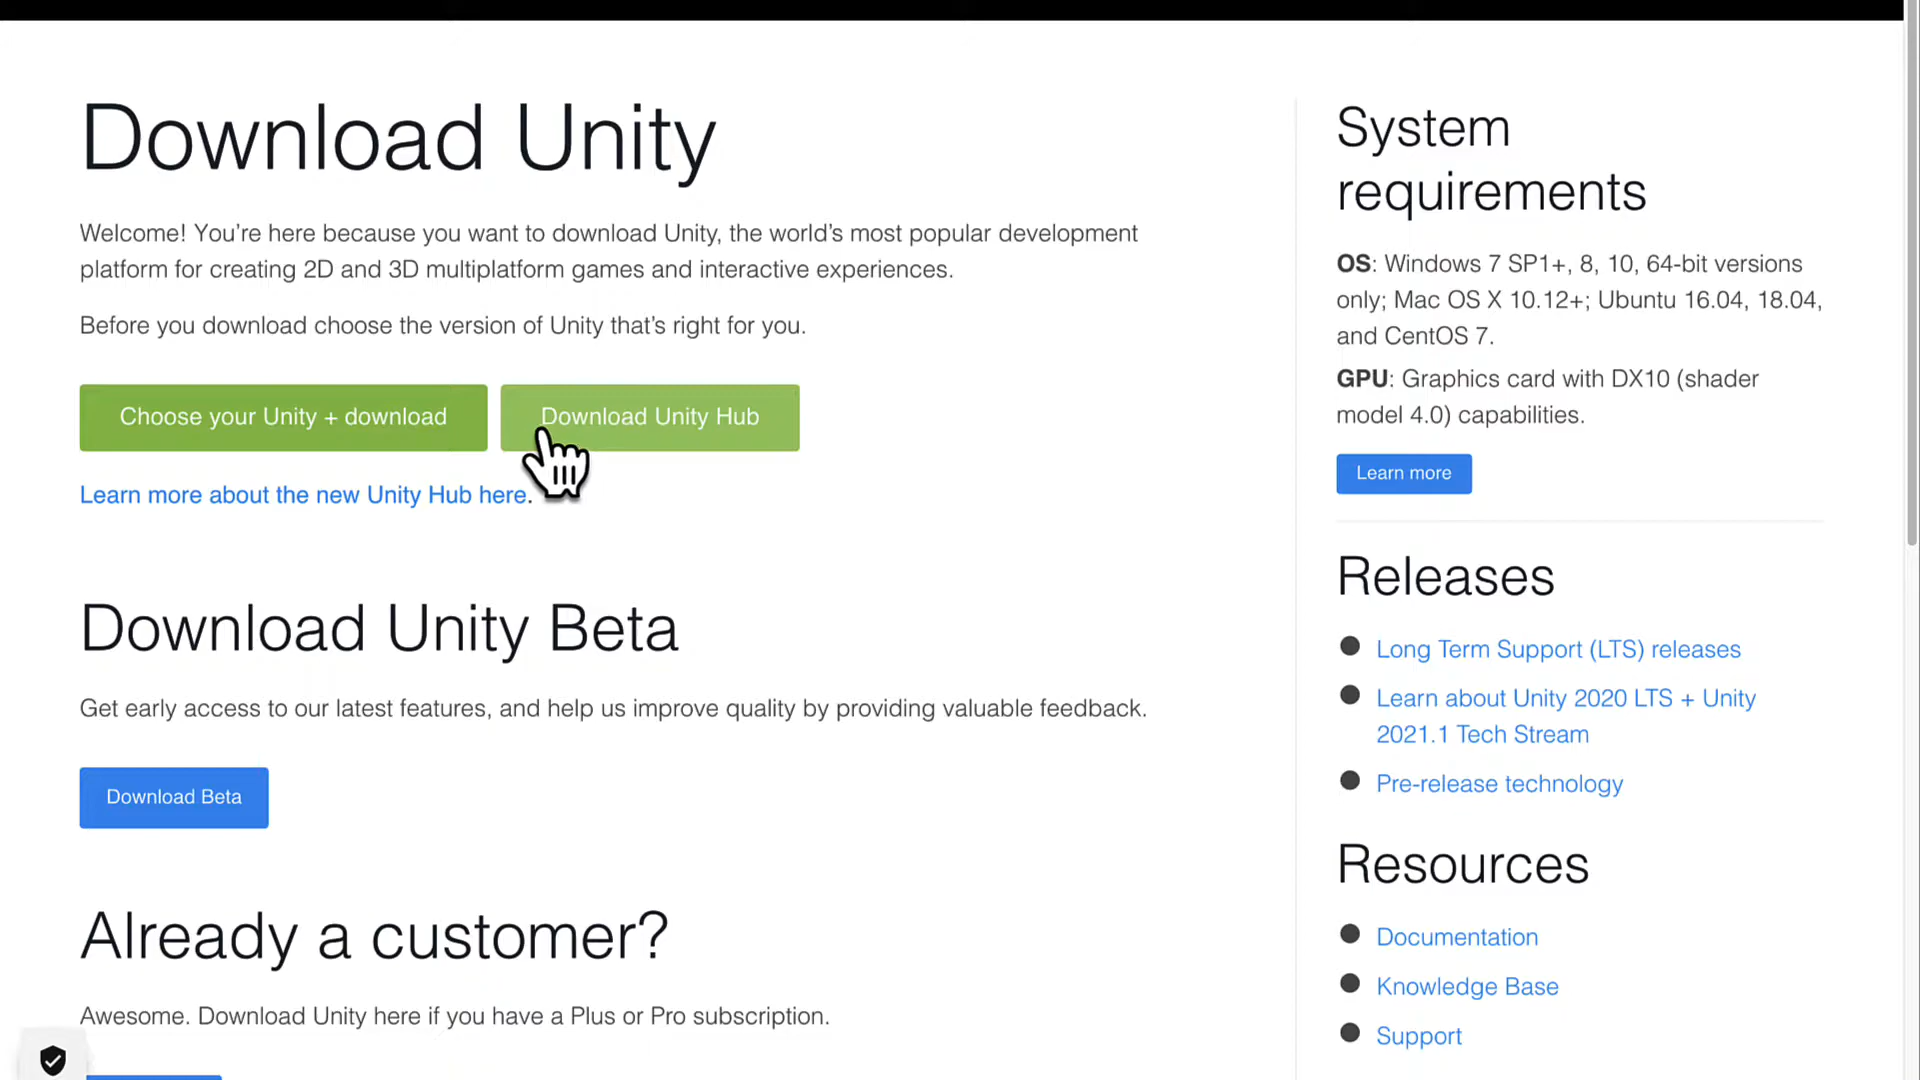 Download Unity
Welcome! You’re here because you want to download Unity, the world’s most popular development
platform for creating 2D and 3D multiplatform games and interactive experiences.
Before you download choose the version of Unity that’s right for you.
Choose your Unity + download
Download Unity Hub
Learn more about the new Unity Hub here.
Download Unity Beta
Get early access to our latest features, and help us improve quality by providing valuable feedback.
Download Beta
Already a customer?
Awesome. Download Unity here if you have a Plus or Pro subscription.
System
requirements
OS: Windows 7 SP1+, 8, 10, 64-bit versions
only; Mac OS X 10.12+; Ubuntu 16.04, 18.04,
and CentOS 7.
GPU: Graphics card with DX10 (shader
model 4.0) capabilities.
Learn more
Releases
Long Term Support (LTS) releases
Learn about Unity 2020 LTS + Unity
2021.1 Tech Stream
Pre-release technology
Resources
Documentation
Knowledge Base
Support